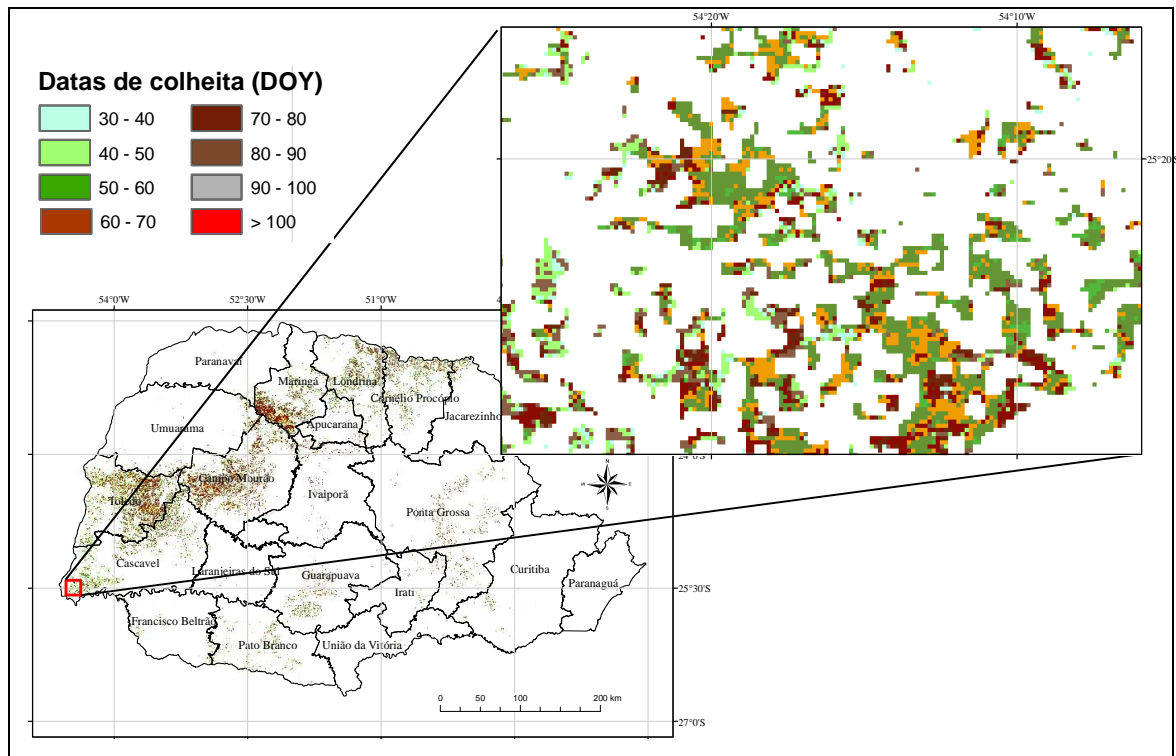 54°20'W
54°10'W
Datas de colheita (DOY)
30 - 40
70 - 80
40 - 50
80 - 90
50 - 60
90 - 100
60 - 70
> 100
25°20'S
54°0'W
52°30'W
51°0'W
Paranavaí
Maringá
Londrina
Cornélio Procópio
Jacarezinho
Umuarama
Apucarana
24°0'S
Toledo
Campo Mourão
Ivaiporã
Ponta Grossa
N
W
E
S
Cascavel
Laranjeiras do Sul
Guarapuava
Irati
Curitiba
Paranaguá
25°30'S
Francisco Beltrão
Pato Branco
União da Vitória
0 50 100 200 km
27°0'S